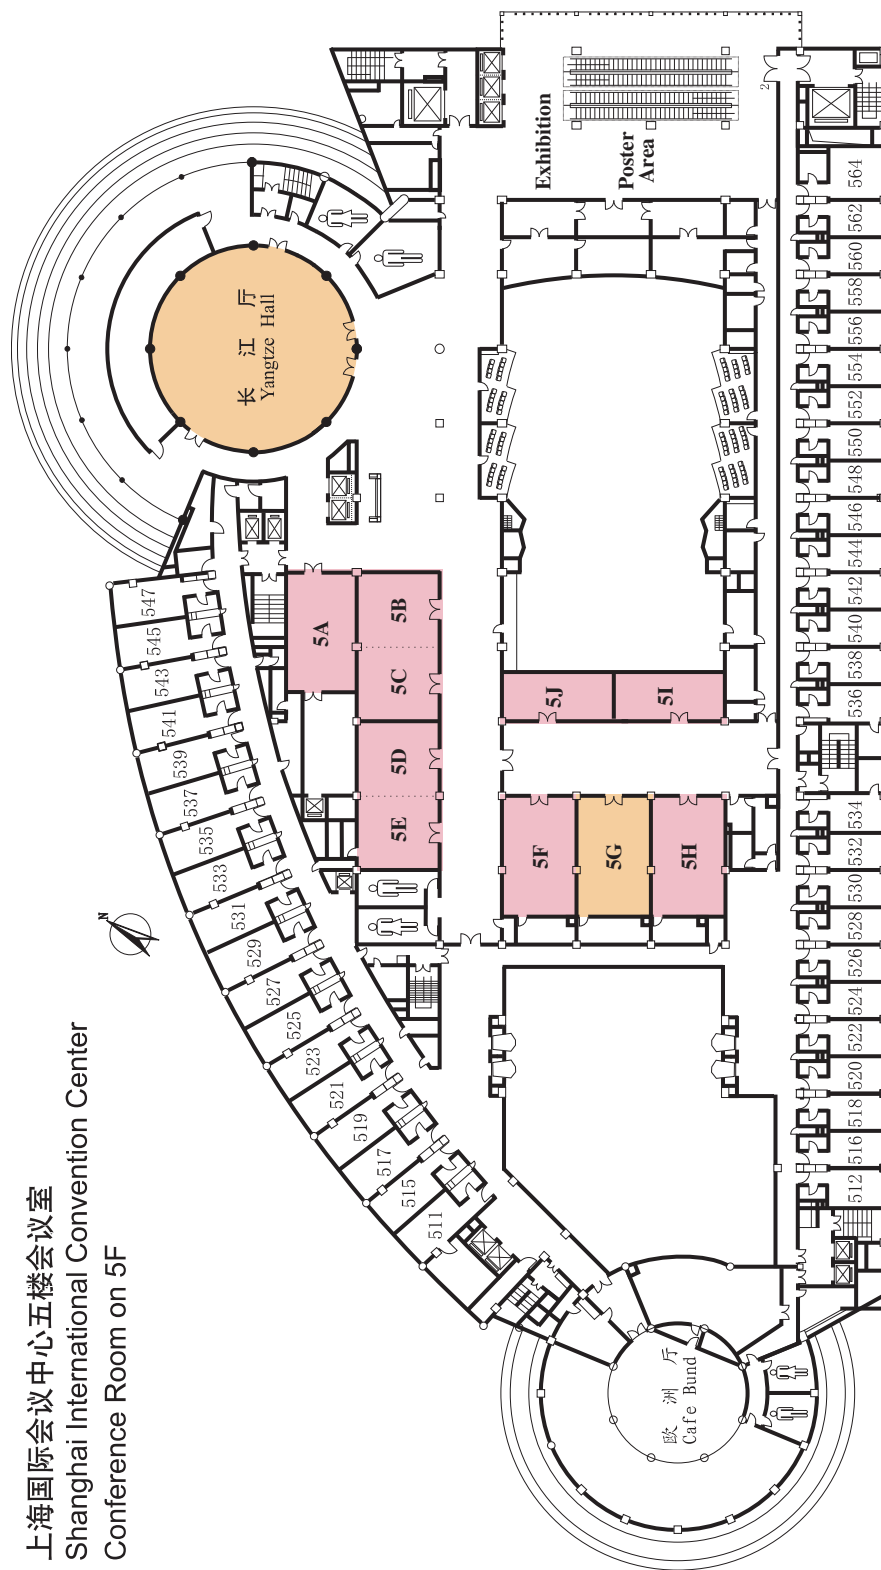 上海国际会议中心五楼会议室
Shanghai International Convention Center
Conference Room on 5F
N
长 江 厅
Yangtze Hall
Exhibition
Poster
Area
5A
5B
5C
5D
5E
5F
5G
5H
5I
5J
欧 洲 厅
Cafe Bund
547
545
543
541
539
537
535
533
531
529
527
525
523
521
519
517
515
511
2
564
562
560
558
556
554
552
550
548
546
544
542
540
538
536
534
532
530
528
526
524
522
520
518
516
512